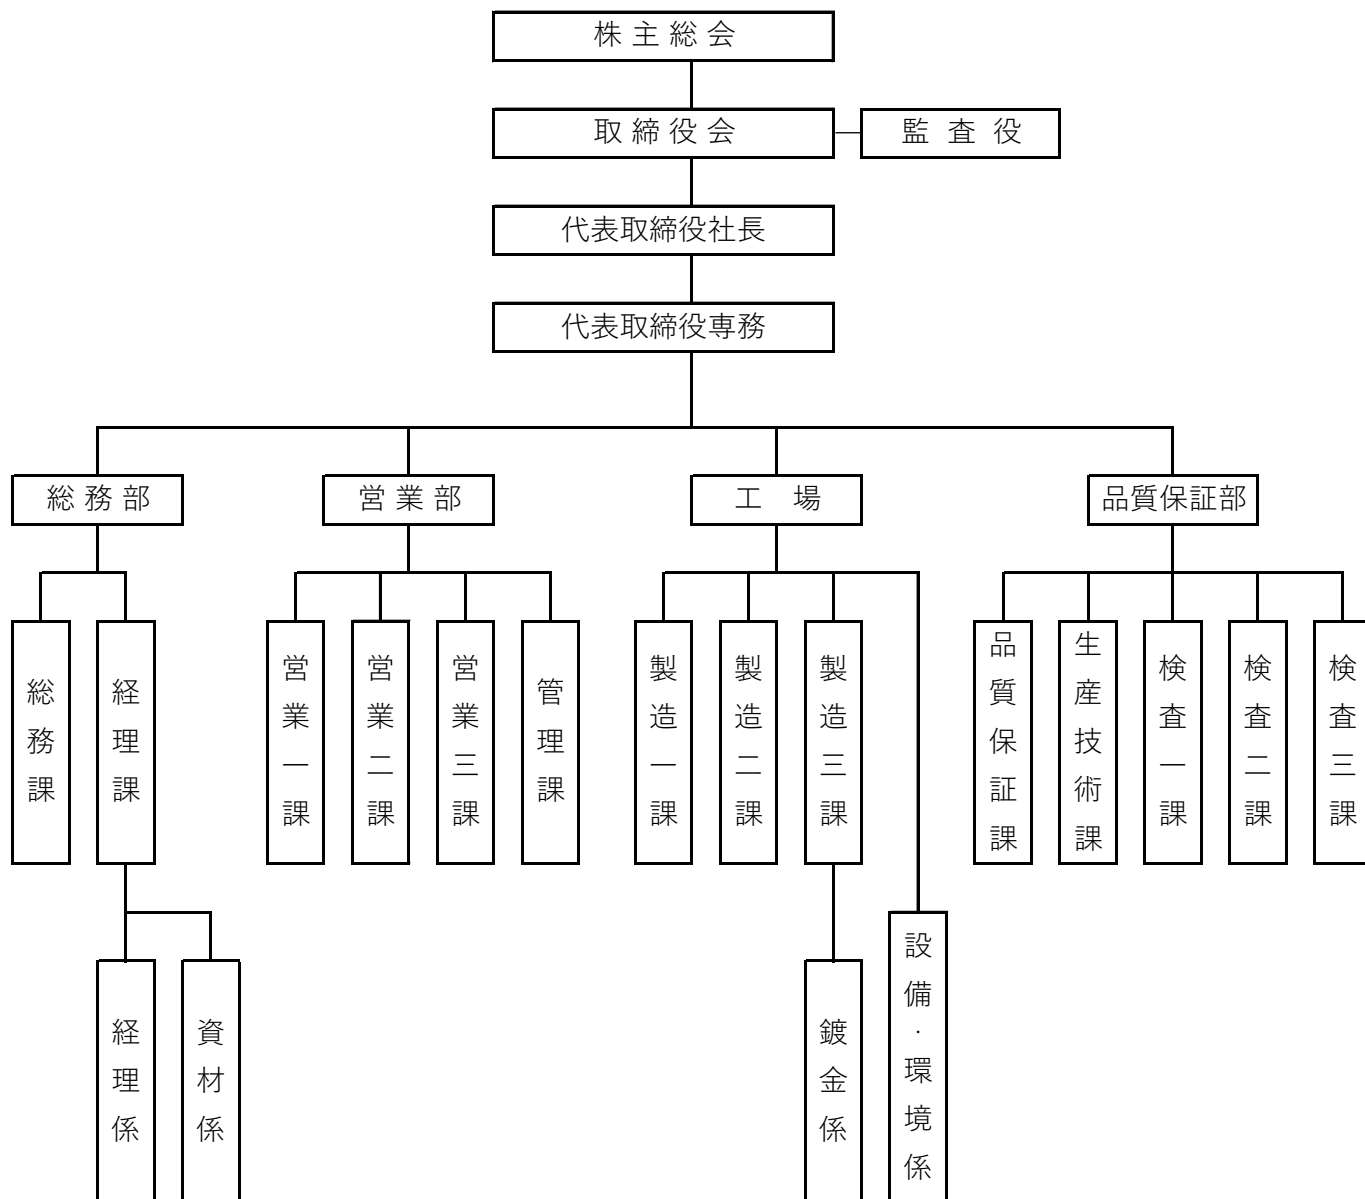 株主総会
取締役会
監査役
代表取締役社長
代表取締役専務
総務部
営業部
工場
品質保証部
総務課
経理課
営業一課
営業二課
営業三課
管理課
製造一課
製造二課
製造三課
品質保証課
生産技術課
検査一課
検査二課
検査三課
経理係
資材係
鍍金係
設備・環境係